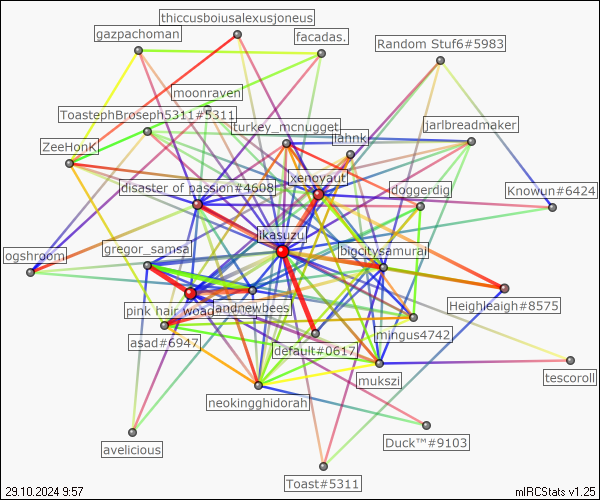 thiccusboiusalexusjoneus
gazpachoman
facadas.
Random Stuf6#5983
moonraven
ToastephBroseph5311#5311
turkey_mcnugget
jarlbreadmaker
lahnk
ZeeHonK
xenoyaut
disaster of passion#4608
doggerdig
Knowun#6424
ikasuzu
gregor_samsa
bigcitysamurai
ogshroom
pink hair woag
landnewbees
Heighleaigh#8575
mingus4742
asad#6947
default#0617
mukszi
tescoroll
neokingghidorah
avelicious
Duck™#9103
Toast#5311
29.10.2024 9:57
mIRCStats v1.25